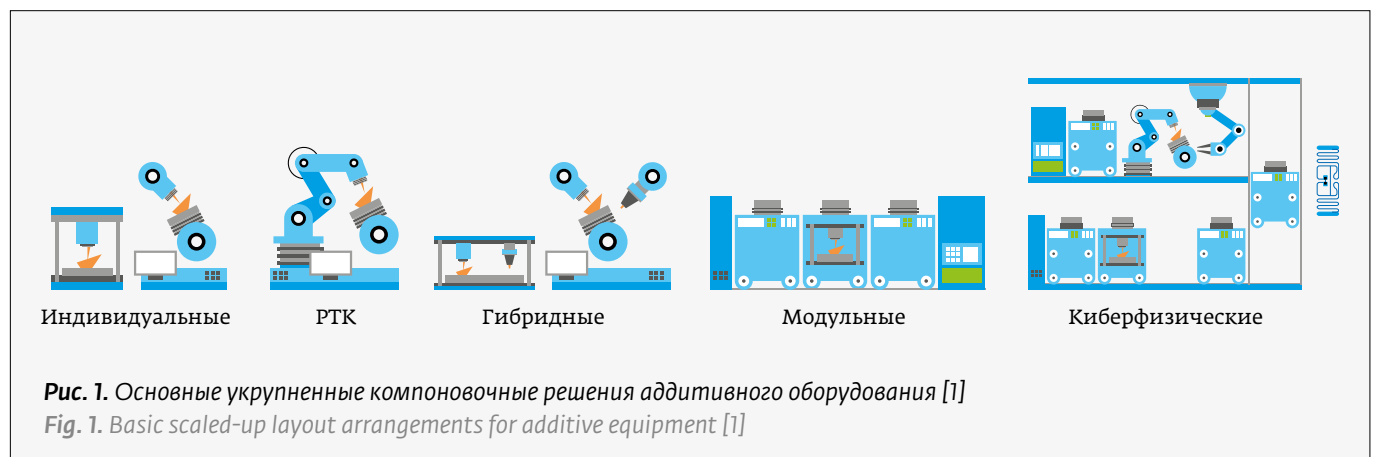 Индивидуальные РТК Гибридные Модульные Киберфизические
Рис. 1. Основные укрупненные компоновочные решения аддитивного оборудования [1]
Fig. 1. Basic scaled-up layout arrangements for additive equipment [1]